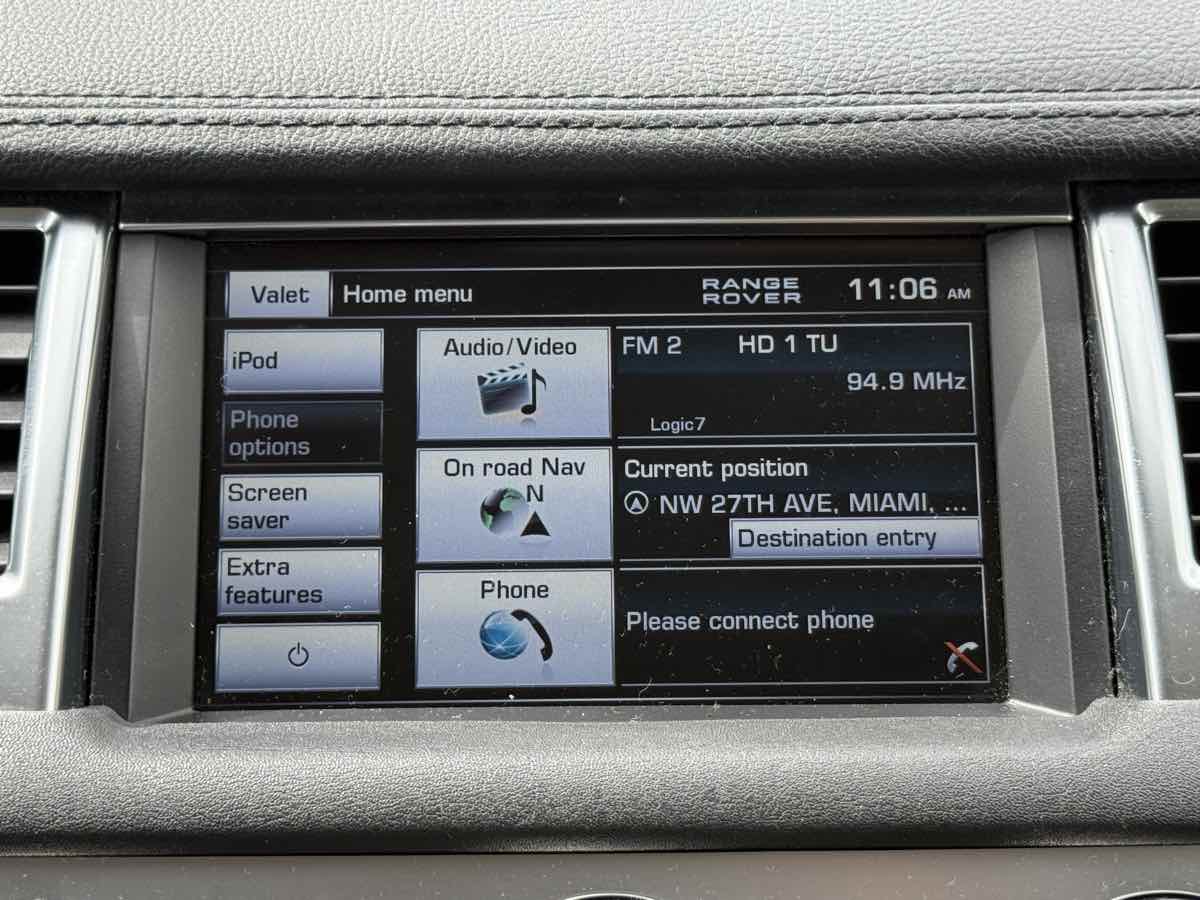 Valet
Home menu
RANGE
ROVER
11:06 AM
iPod
Phone
options
Screen
saver
Extra
features
Audio/Video
On road Nav
N
Phone
FM 2 HD 1 TU
94.9 MHz
Logic7
Current position
NW 27TH AVE, MIAMI, ...
Destination entry
Please connect phone